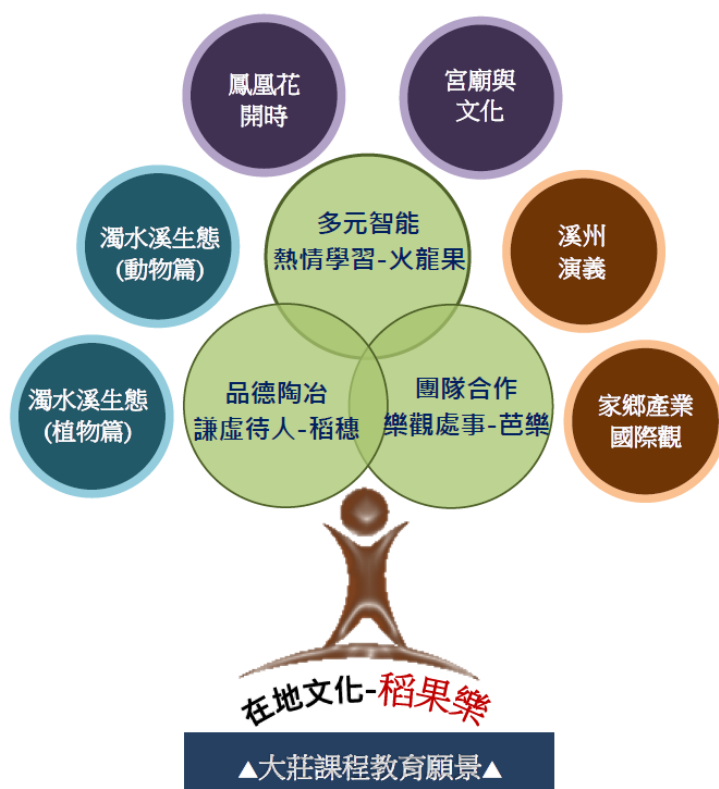 鳳凰花
開時
宮廟與
文化
濁水溪生態
(動物篇)
多元智能
熱情學習-火龍果
溪州
演義
濁水溪生態
(植物篇)
品德陶冶
謙虛待人-稻穗
團隊合作
樂觀處事-芭樂
家鄉產業
國際觀
在地文化-稻果樂
▲大莊課程教育願景▲